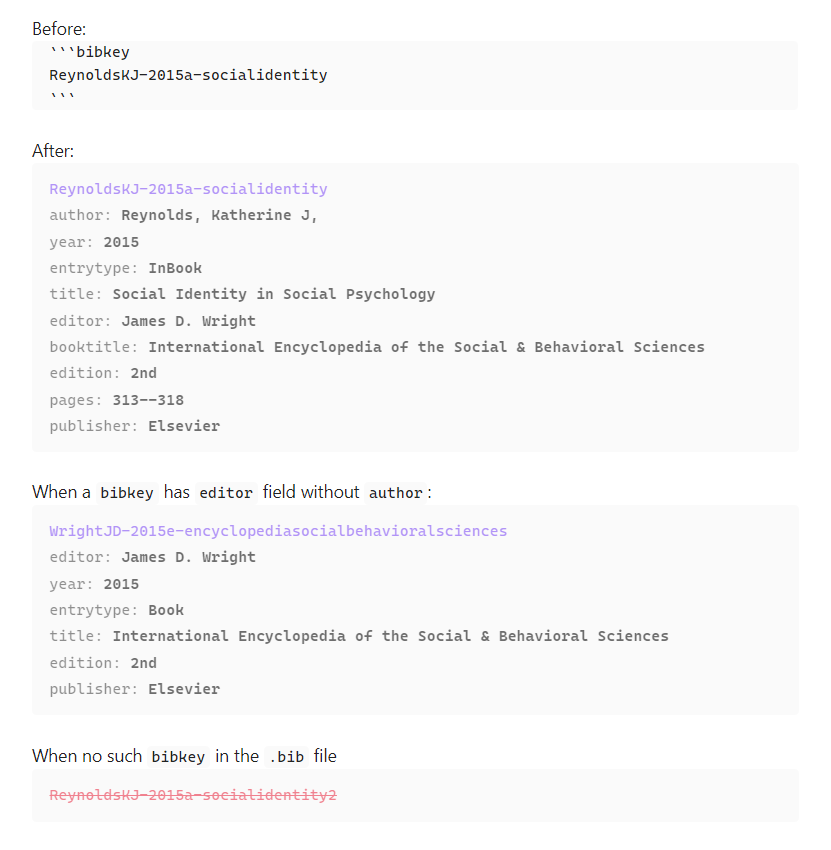 Before:
```bibkey
ReynoldsKJ-2015a-socialidentity
```
After:
ReynoldsKJ-2015a-socialidentity
author: Reynolds, Katherine J,
year: 2015
entrytype: InBook
title: Social Identity in Social Psychology
editor: James D. Wright
booktitle: International Encyclopedia of the Social & Behavioral Sciences
edition: 2nd
pages: 313--318
publisher: Elsevier
When a bibkey has editor field without author :
WrightJD-2015e-encyclopediasocialbehavioralsciences
editor: James D. Wright
year: 2015
entrytype: Book
title: International Encyclopedia of the Social & Behavioral Sciences
edition: 2nd
publisher: Elsevier
When no such bibkey in the .bib file
ReynoldsKJ-2015a-socialidentity2